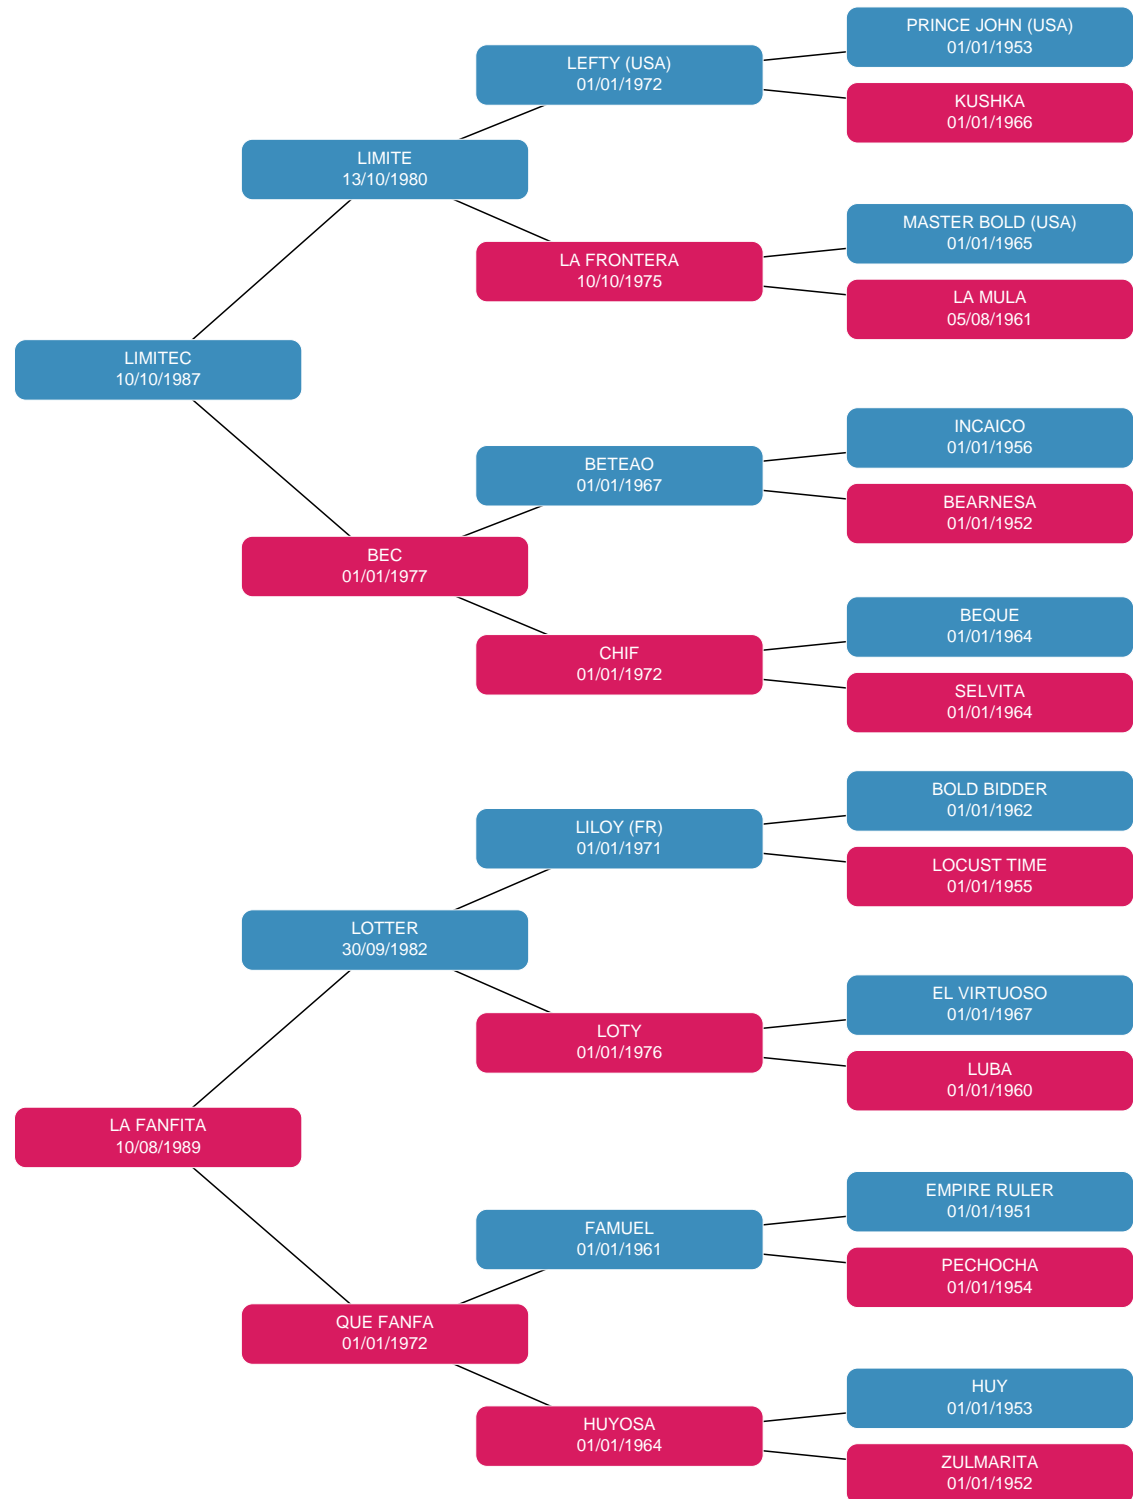 PRINCE JOHN (USA)
01/01/1953
LEFTY (USA)
01/01/1972
KUSHKA
01/01/1966
LIMITE
13/10/1980
MASTER BOLD (USA)
01/01/1965
LA FRONTERA
10/10/1975
LA MULA
05/08/1961
LIMITEC
10/10/1987
INCAICO
01/01/1956
BETEAO
01/01/1967
BEARNESA
01/01/1952
BEC
01/01/1977
BEQUE
01/01/1964
CHIF
01/01/1972
SELVITA
01/01/1964
BOLD BIDDER
01/01/1962
LILOY (FR)
01/01/1971
LOCUST TIME
01/01/1955
LOTTER
30/09/1982
EL VIRTUOSO
01/01/1967
LOTY
01/01/1976
LUBA
01/01/1960
LA FANFITA
10/08/1989
EMPIRE RULER
01/01/1951
FAMUEL
01/01/1961
PECHOCHA
01/01/1954
QUE FANFA
01/01/1972
HUY
01/01/1953
HUYOSA
01/01/1964
ZULMARITA
01/01/1952